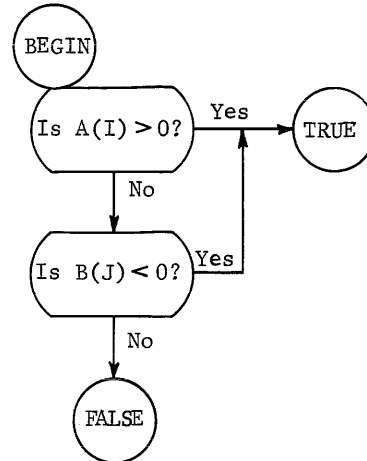 BEGIN
Is A(I) > 0?
Yes
TRUE
No
Is B(J) < 0?
Yes
No
FALSE